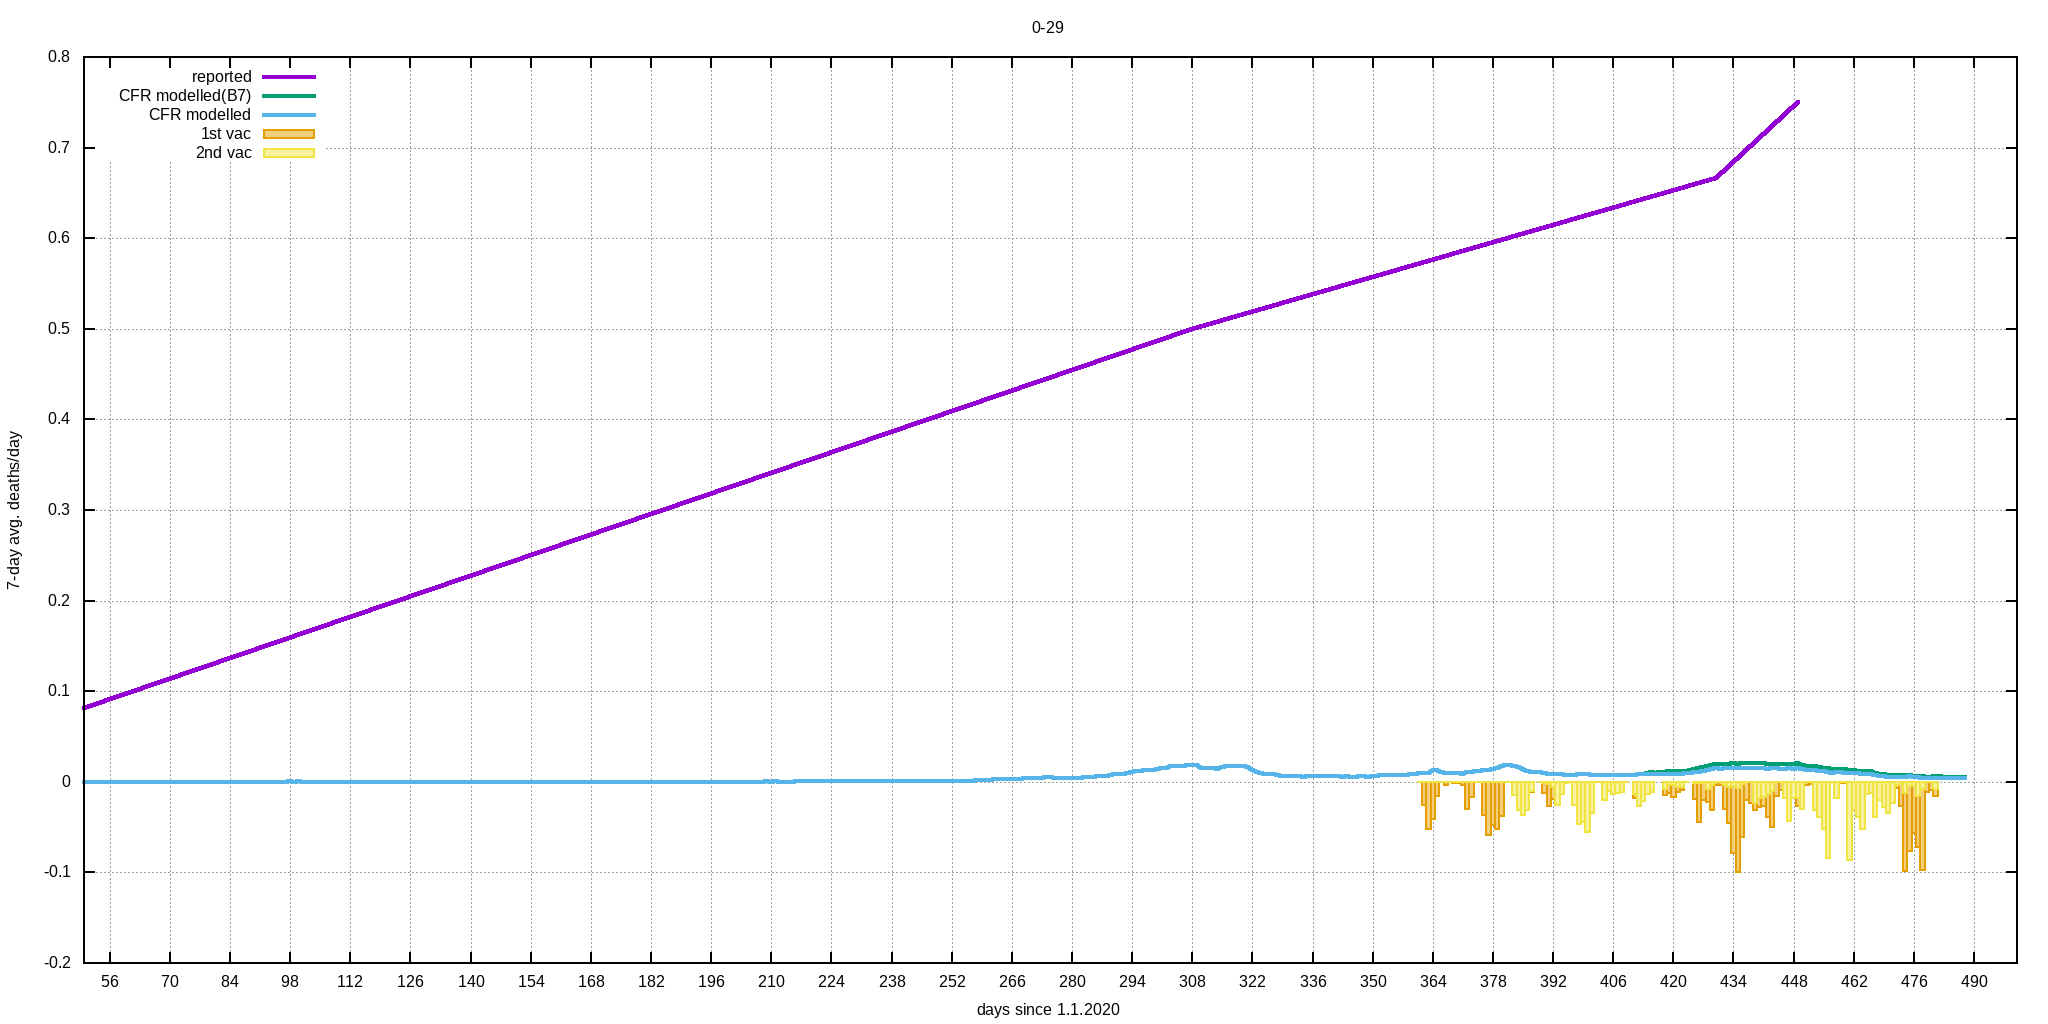 0-29
reported
CFR modelled(B7)
CFR modelled
1st vac
2nd vac
0.8
0.7
0.6
0.5
0.4
0.3
0.2
0.1
0
-0.1
-0.2
7-day avg. deaths/day
56 70 84 98 112 126 140 154 168 182 196 210 224 238 252 266 280 294 308 322 336 350 364 378 392 406 420 434 448 462 476 490
days since 1.1.2020